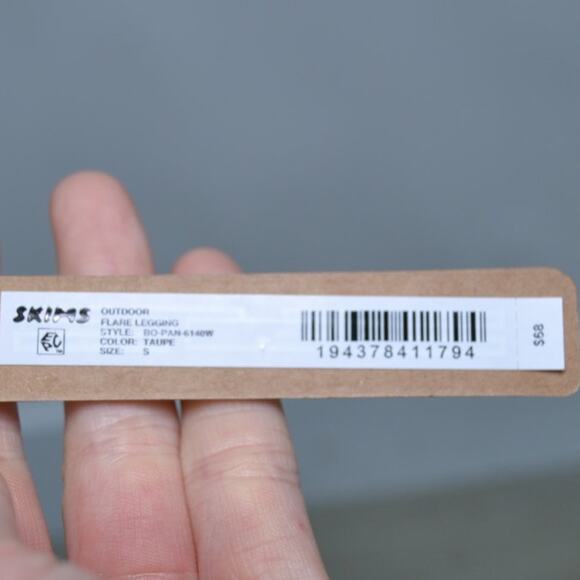 SKIMS
OUTDOOR
FLARE LEGGING
STYLE: BO-PAN-6140W
COLOR: TAUPE
SIZE: S
194378411794
$68